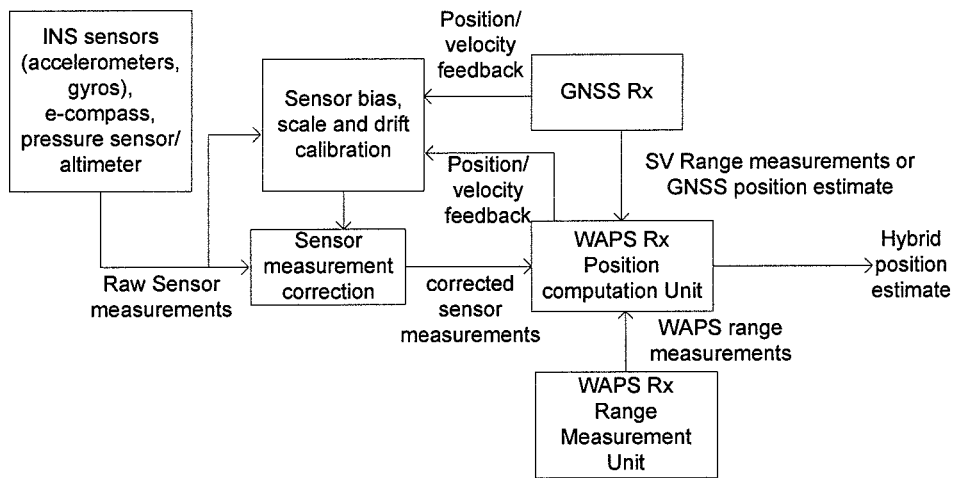 INS sensors
(accelerometers,
gyros),
e-compass,
pressure sensor/
altimeter
Position/
velocity
feedback
Sensor bias,
scale and drift
calibration
GNSS Rx
Position/
velocity
feedback
SV Range measurements or
GNSS position estimate
Raw Sensor
measurements
Sensor
measurement
correction
corrected
sensor
measurements
WAPS Rx
Position
computation Unit
Hybrid
position
estimate
WAPS range
measurements
WAPS Rx
Range
Measurement
Unit